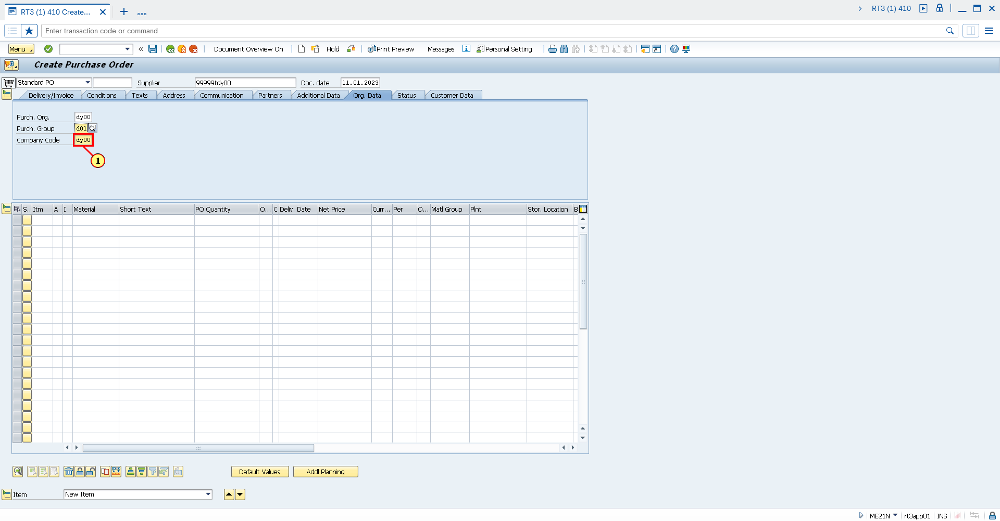 RT3 (1) 410 Create...
RT3 (1) 410
Enter transaction code or command
Menu
Document Overview On
Hold
Print Preview
Messages
Personal Setting
Create Purchase Order
Standard PO
Supplier
99999tdy00
Doc. date
11.01.2023
Delivery/Invoice
Conditions
Texts
Address
Communication
Partners
Additional Data
Org. Data
Status
Customer Data
Purch. Org.
dy00
Purch. Group
d01
Company Code
dy00
1
S..
Itm
A
I
Material
Short Text
PO Quantity
O...
C
Deliv. Date
Net Price
Curr...
Per
O...
Matl Group
Plnt
Stor. Location
B
Default Values
Addl Planning
Item
New Item
ME21N
rt3app01
INS